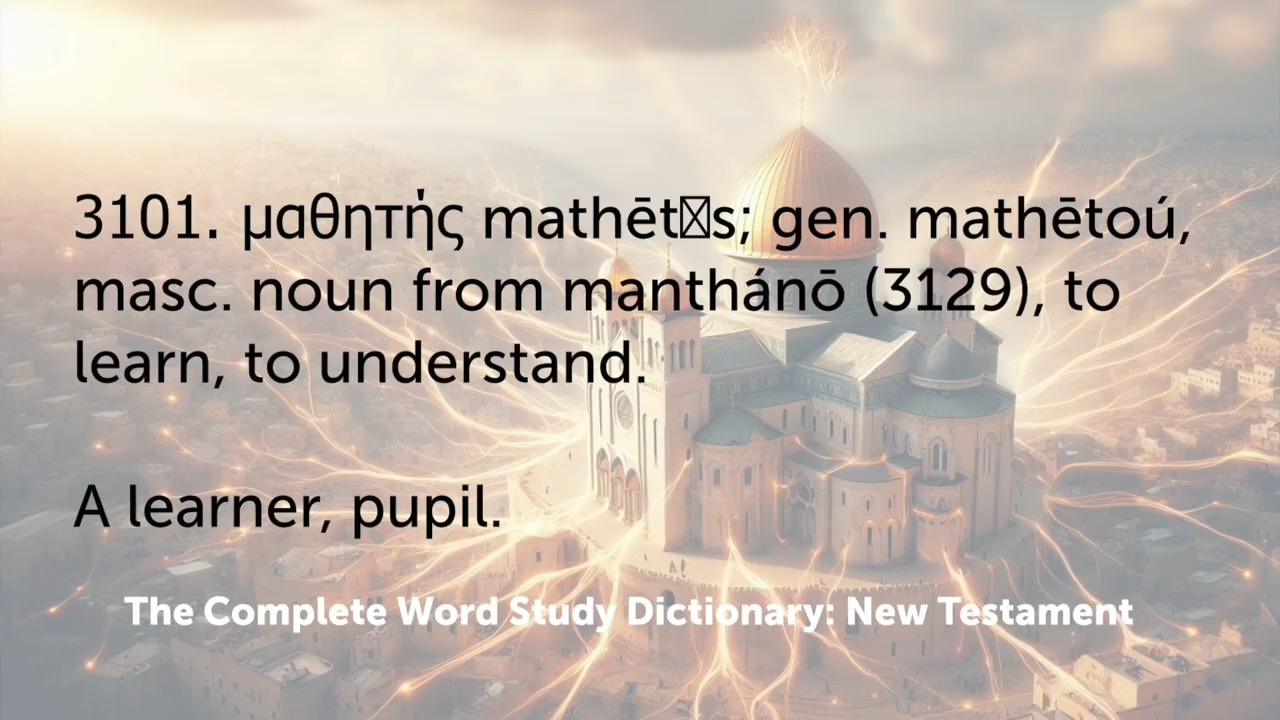 3101. μαθητής mathēt☒s; gen. mathētoú,
masc. noun from manthánō (3129), to
learn, to understand.
A learner, pupil.
The Complete Word Study Dictionary: New Testament